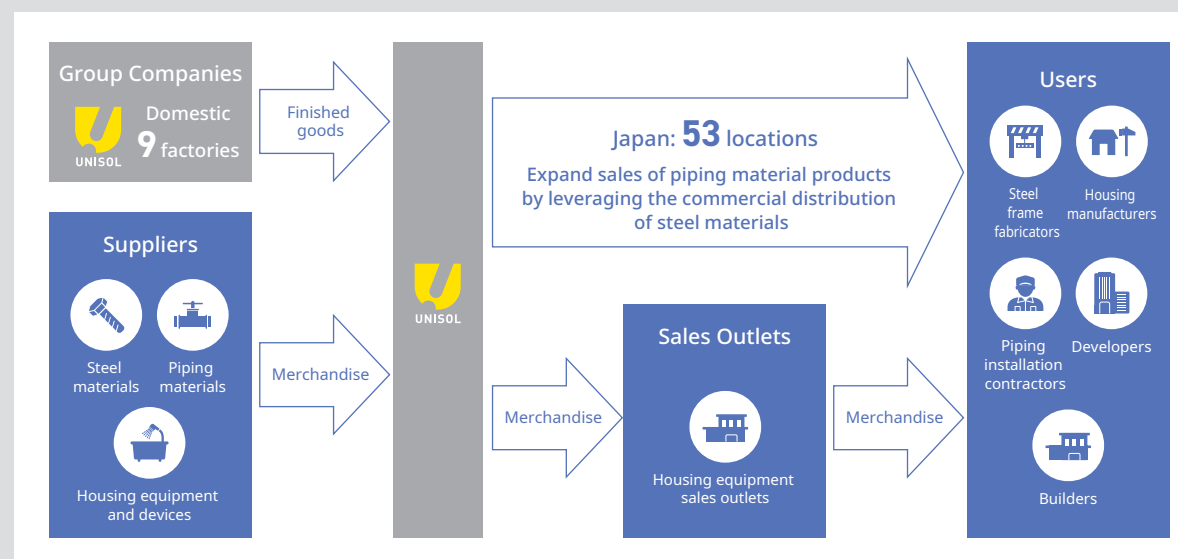 Group Companies
UNISOL
Domestic
9 factories
Finished
goods
Suppliers
Steel
materials
Piping
materials
Housing equipment
and devices
Merchandise
UNISOL
Japan: 53 locations
Expand sales of piping material products
by leveraging the commercial distribution
of steel materials
Merchandise
Sales Outlets
Housing equipment
sales outlets
Merchandise
Users
Steel
frame
fabricators
Housing
manufacturers
Piping
installation
contractors
Developers
Builders